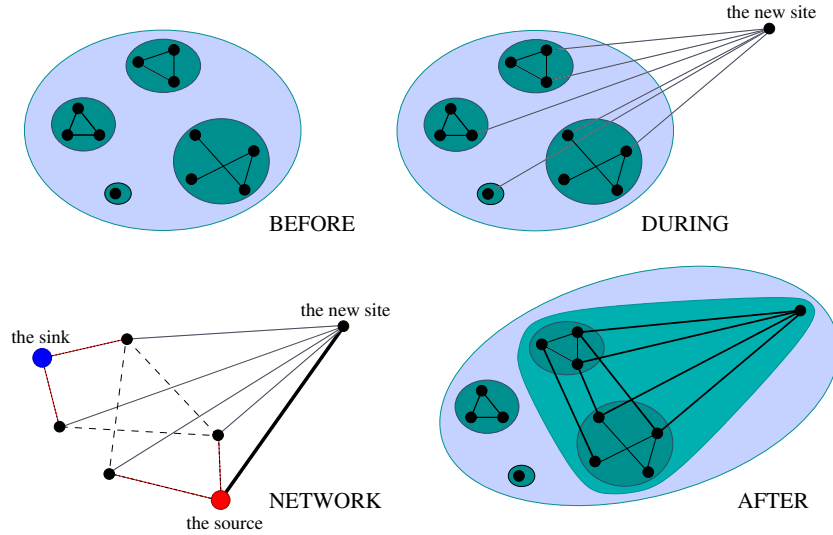 the new site
BEFORE
DURING
the new site
the sink
NETWORK
the source
AFTER